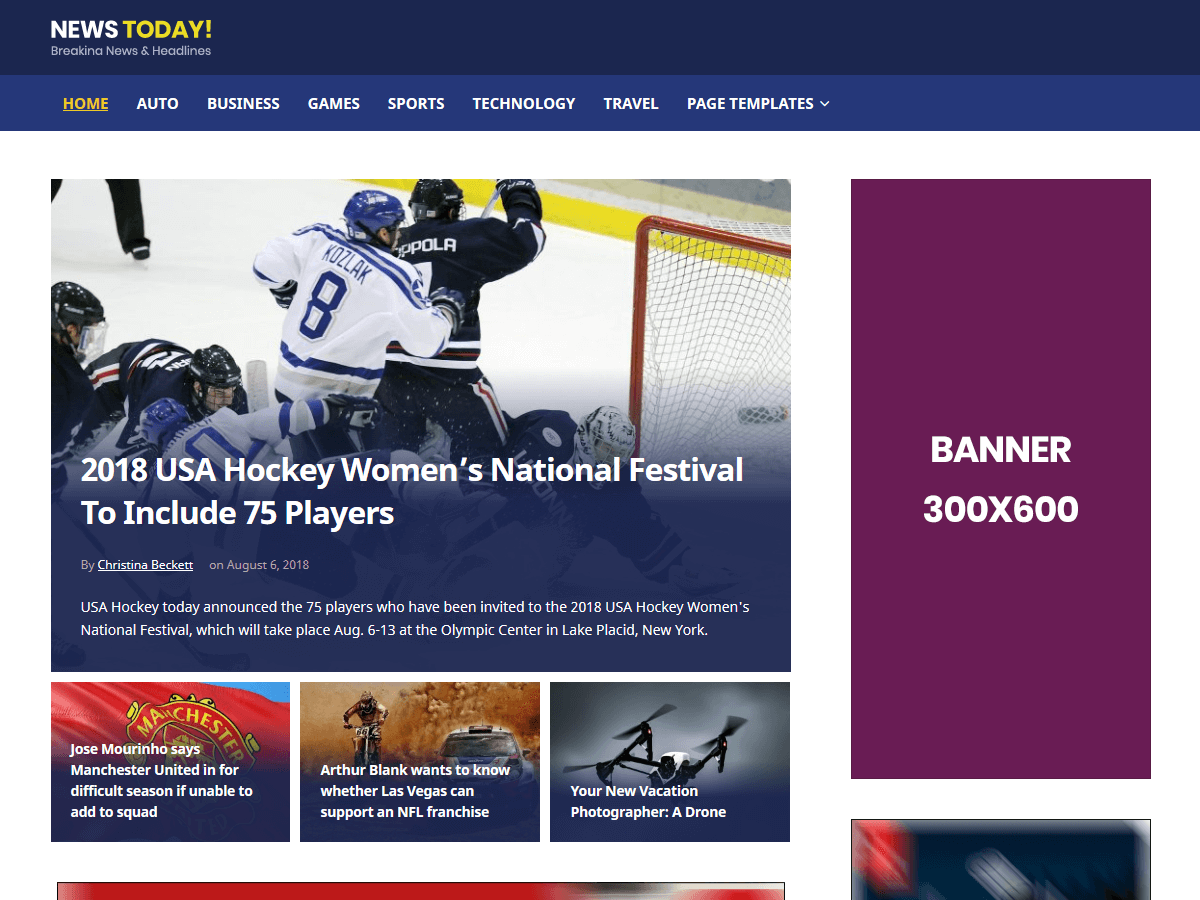 NEWS TODAY!
Breaking News & Headlines
HOME AUTO BUSINESS GAMES SPORTS TECHNOLOGY TRAVEL PAGE TEMPLATES
KOZLAK
8
2018 USA Hockey Women’s National Festival
To Include 75 Players
By Christina Beckett on August 6, 2018
USA Hockey today announced the 75 players who have been invited to the 2018 USA Hockey Women’s
National Festival, which will take place Aug. 6-13 at the Olympic Center in Lake Placid, New York.
BANNER
300X600
MANCHESTER
Jose Mourinho says
Manchester United in for
difficult season if unable to
add to squad
Arthur Blank wants to know
whether Las Vegas can
support an NFL franchise
Your New Vacation
Photographer: A Drone